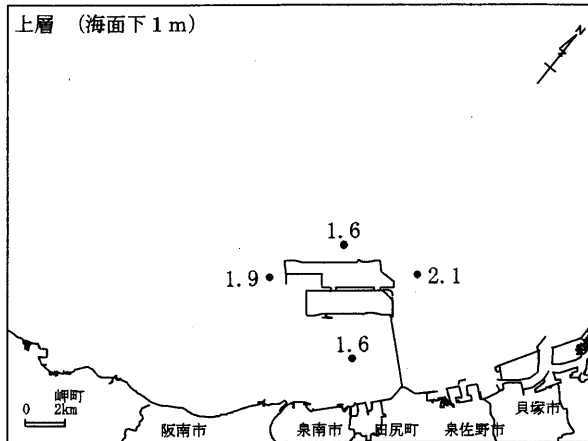 上層 （海面下１ｍ）
N
1.6
1.9
2.1
1.6
岬町
0 2km
阪南市
泉南市
田尻町
泉佐野市
貝塚市